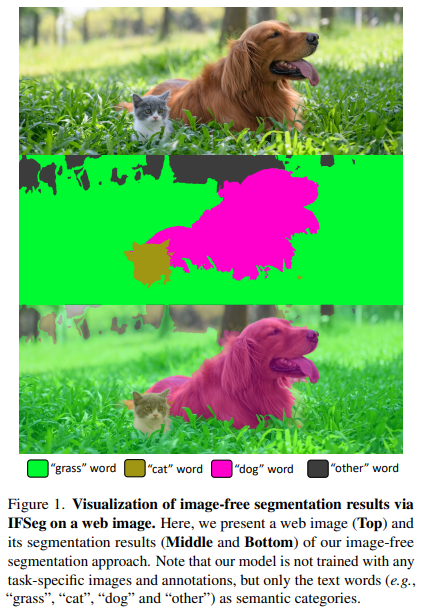 "grass" word "cat" word "dog" word "other" word
Figure 1. Visualization of image-free segmentation results via
IFSeg on a web image. Here, we present a web image (Top) and
its segmentation results (Middle and Bottom) of our image-free
segmentation approach. Note that our model is not trained with any
task-specific images and annotations, but only the text words (e.g.,
“grass”, “cat”, “dog” and “other”) as semantic categories.